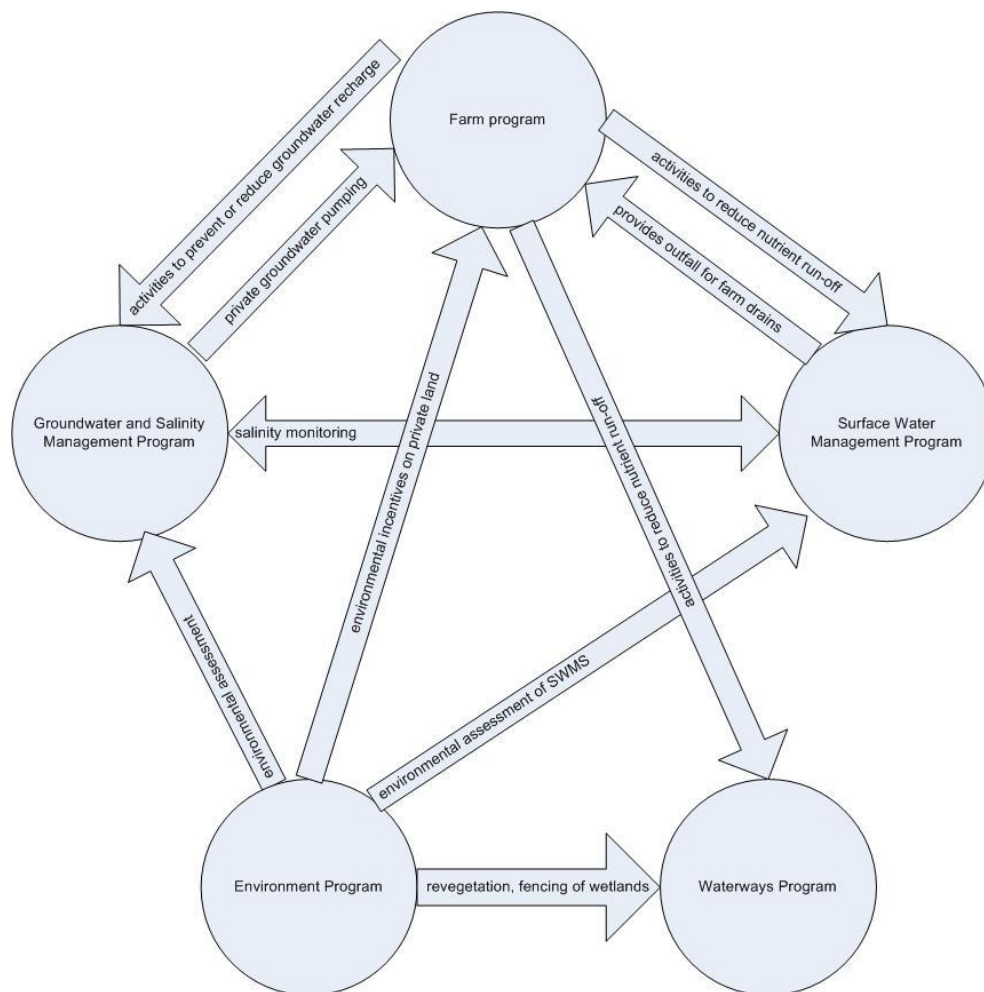 Farm program
activities to prevent or reduce groundwater recharge
private groundwater pumping
activities to reduce nutrient run-off
provides outfall for farm drains
Groundwater and Salinity
Management Program
salinity monitoring
Surface Water
Management Program
environmental incentives on private land
activities to reduce nutrient run-off
environmental assessment
environmental assessment of SWMS
Environment Program
revegetation, fencing of wetlands
Waterways Program